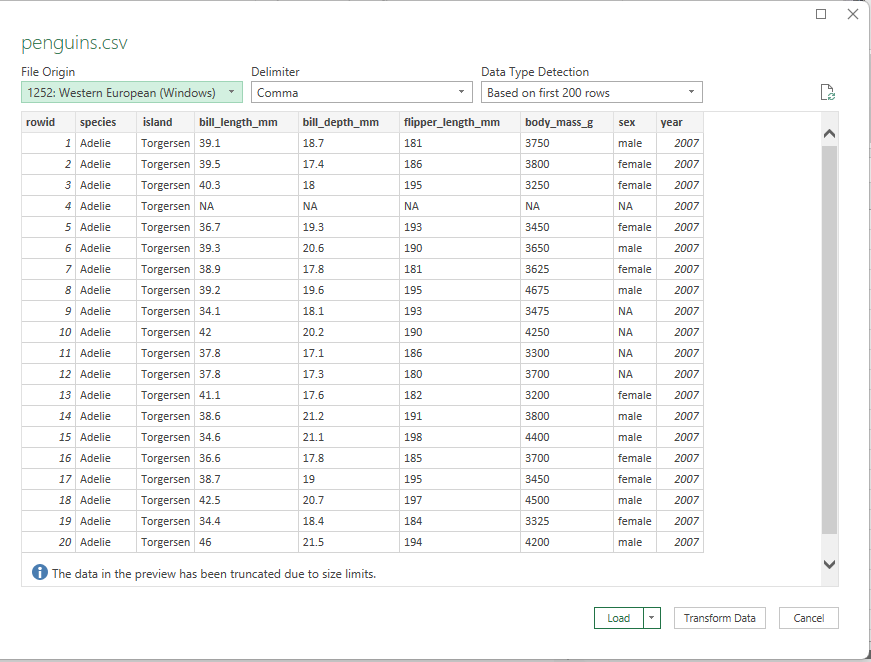 penguins.csv
File Origin Delimiter Data Type Detection
1252: Western European (Windows) Comma Based on first 200 rows
rowid species island bill_length_mm bill_depth_mm flipper_length_mm body_mass_g sex year
1 Adelie Torgersen 39.1 18.7 181 3750 male 2007
2 Adelie Torgersen 39.5 17.4 186 3800 female 2007
3 Adelie Torgersen 40.3 18 195 3250 female 2007
4 Adelie Torgersen NA NA NA NA NA 2007
5 Adelie Torgersen 36.7 19.3 193 3450 female 2007
6 Adelie Torgersen 39.3 20.6 190 3650 male 2007
7 Adelie Torgersen 38.9 17.8 181 3625 female 2007
8 Adelie Torgersen 39.2 19.6 195 4675 male 2007
9 Adelie Torgersen 34.1 18.1 193 3475 NA 2007
10 Adelie Torgersen 42 20.2 190 4250 NA 2007
11 Adelie Torgersen 37.8 17.1 186 3300 NA 2007
12 Adelie Torgersen 37.8 17.3 180 3700 NA 2007
13 Adelie Torgersen 41.1 17.6 182 3200 female 2007
14 Adelie Torgersen 38.6 21.2 191 3800 male 2007
15 Adelie Torgersen 34.6 21.1 198 4400 male 2007
16 Adelie Torgersen 36.6 17.8 185 3700 female 2007
17 Adelie Torgersen 38.7 19 195 3450 female 2007
18 Adelie Torgersen 42.5 20.7 197 4500 male 2007
19 Adelie Torgersen 34.4 18.4 184 3325 female 2007
20 Adelie Torgersen 46 21.5 194 4200 male 2007
The data in the preview has been truncated due to size limits.
Load Transform Data Cancel